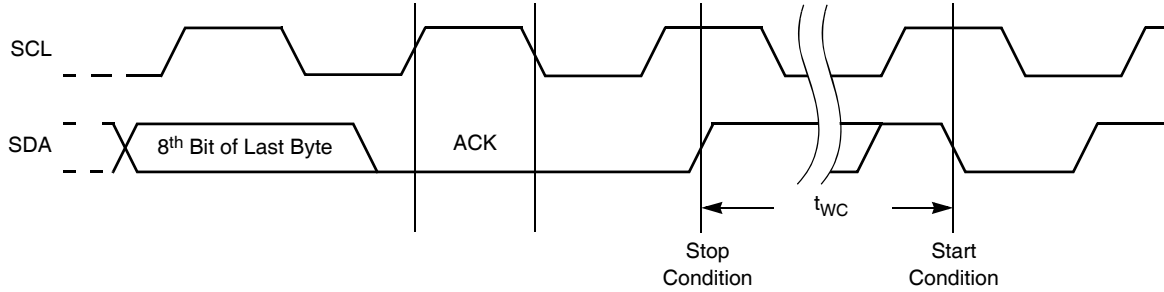 SCL
SDA
8th Bit of Last Byte
ACK
tWC
Stop
Condition
Start
Condition